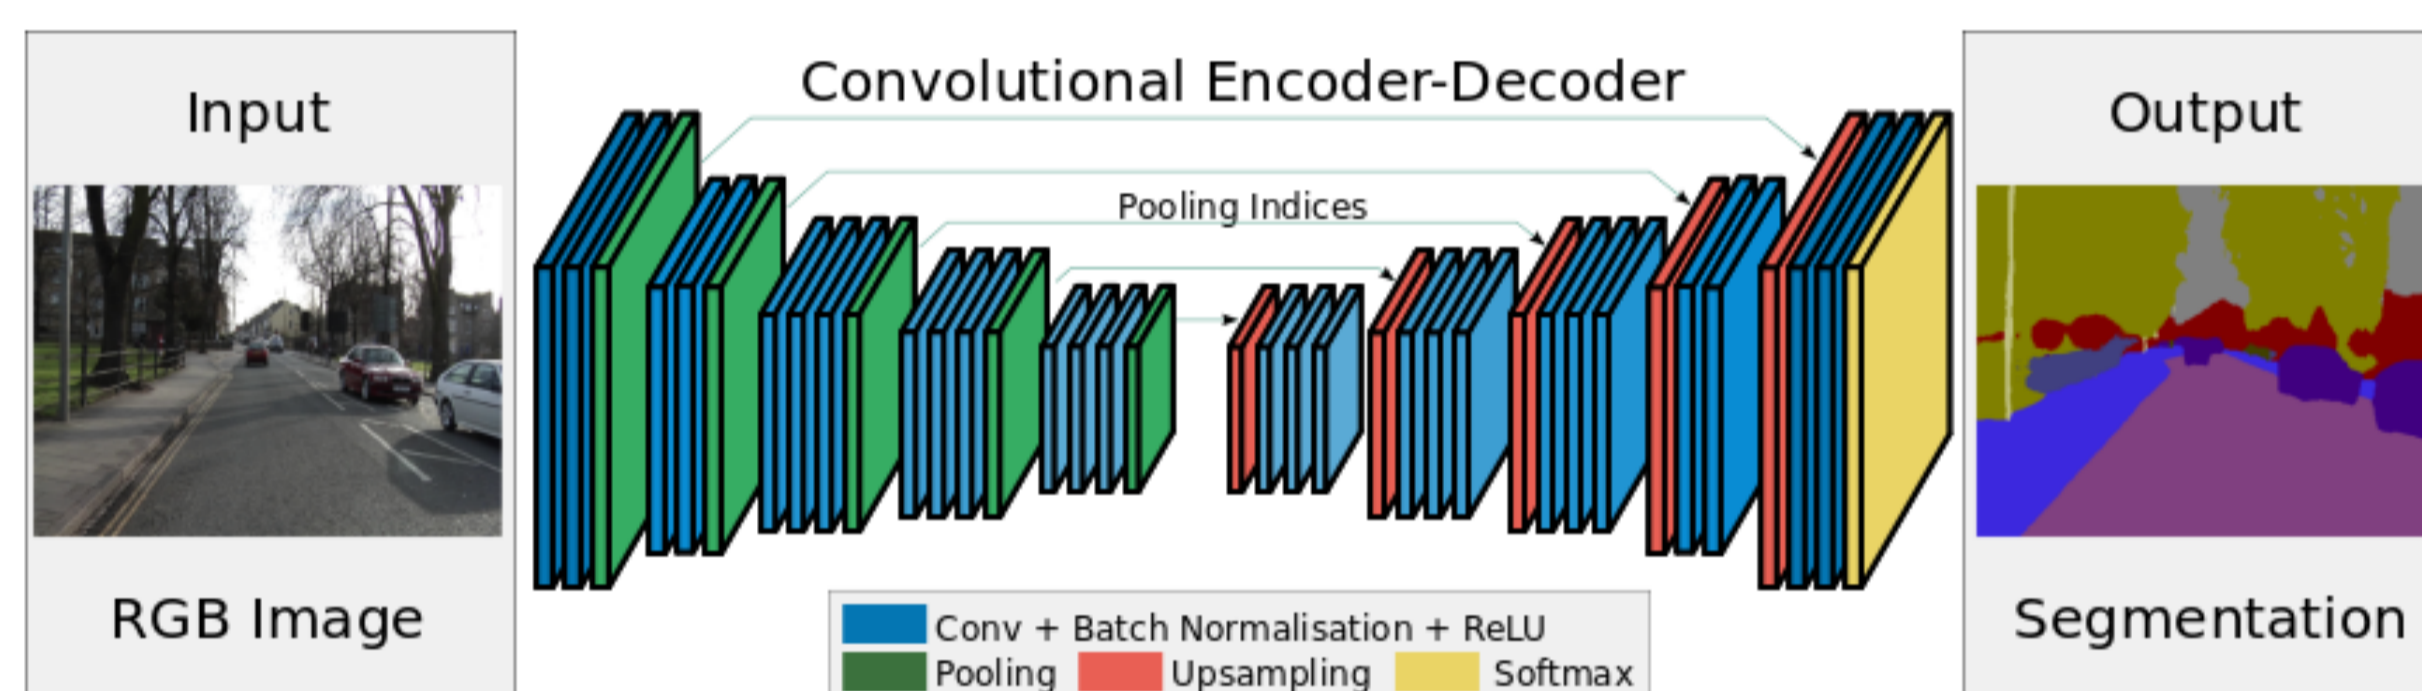 Input
RGB Image
Convolutional Encoder-Decoder
Pooling Indices
Conv + Batch Normalisation + ReLU
Pooling Upsampling Softmax
Output
Segmentation